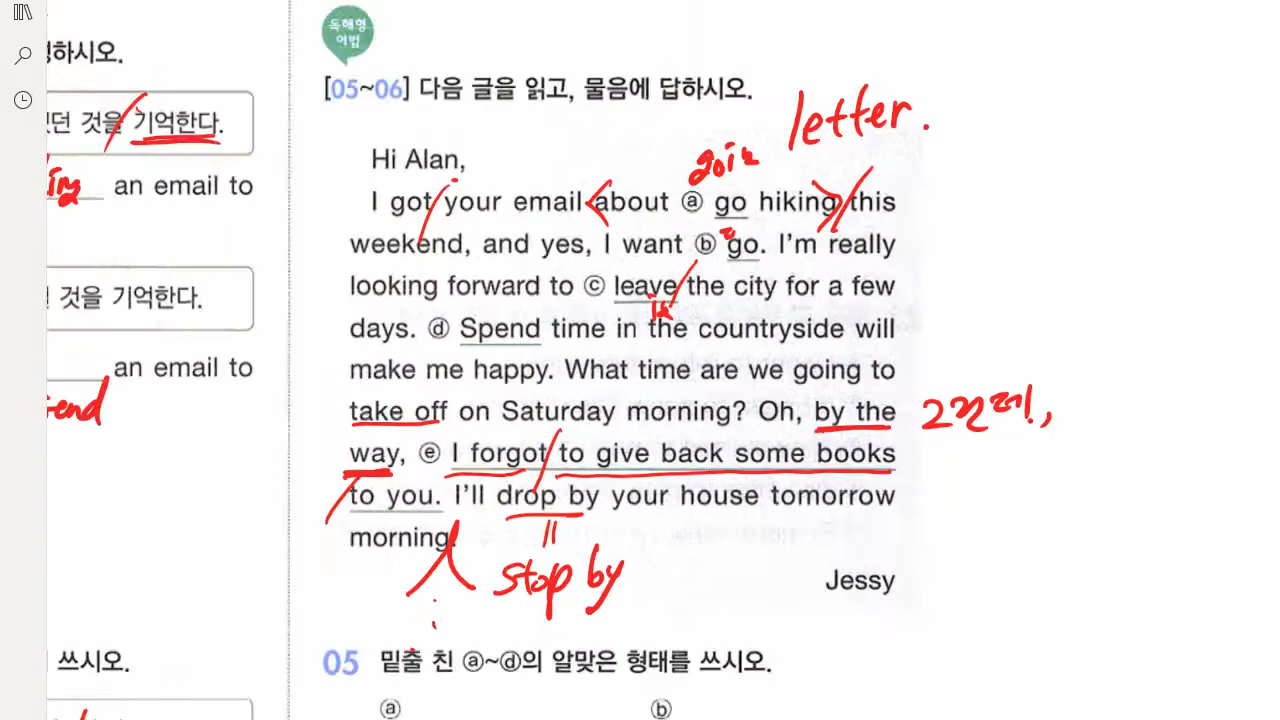 독해형
어법
명하시오.
[05~06] 다음 글을 읽고, 물음에 답하시오.
letter.
했던 것을 기억한다.
ing an email to
것을 기억한다.
an email to
send
Hi Alan,
I got your email about ⓐ go hiking this
weekend, and yes, I want ⓑ go. I'm really
looking forward to ⓒ leave the city for a few
days. ⓓ Spend time in the countryside will
make me happy. What time are we going to
take off on Saturday morning? Oh, by the
way, ⓔ I forgot to give back some books
to you. I'll drop by your house tomorrow
morning.
stop by
Jessy
쓰시오.
05 밑줄 친 ⓐ~ⓓ의 알맞은 형태를 쓰시오.
ⓐ ⓑ